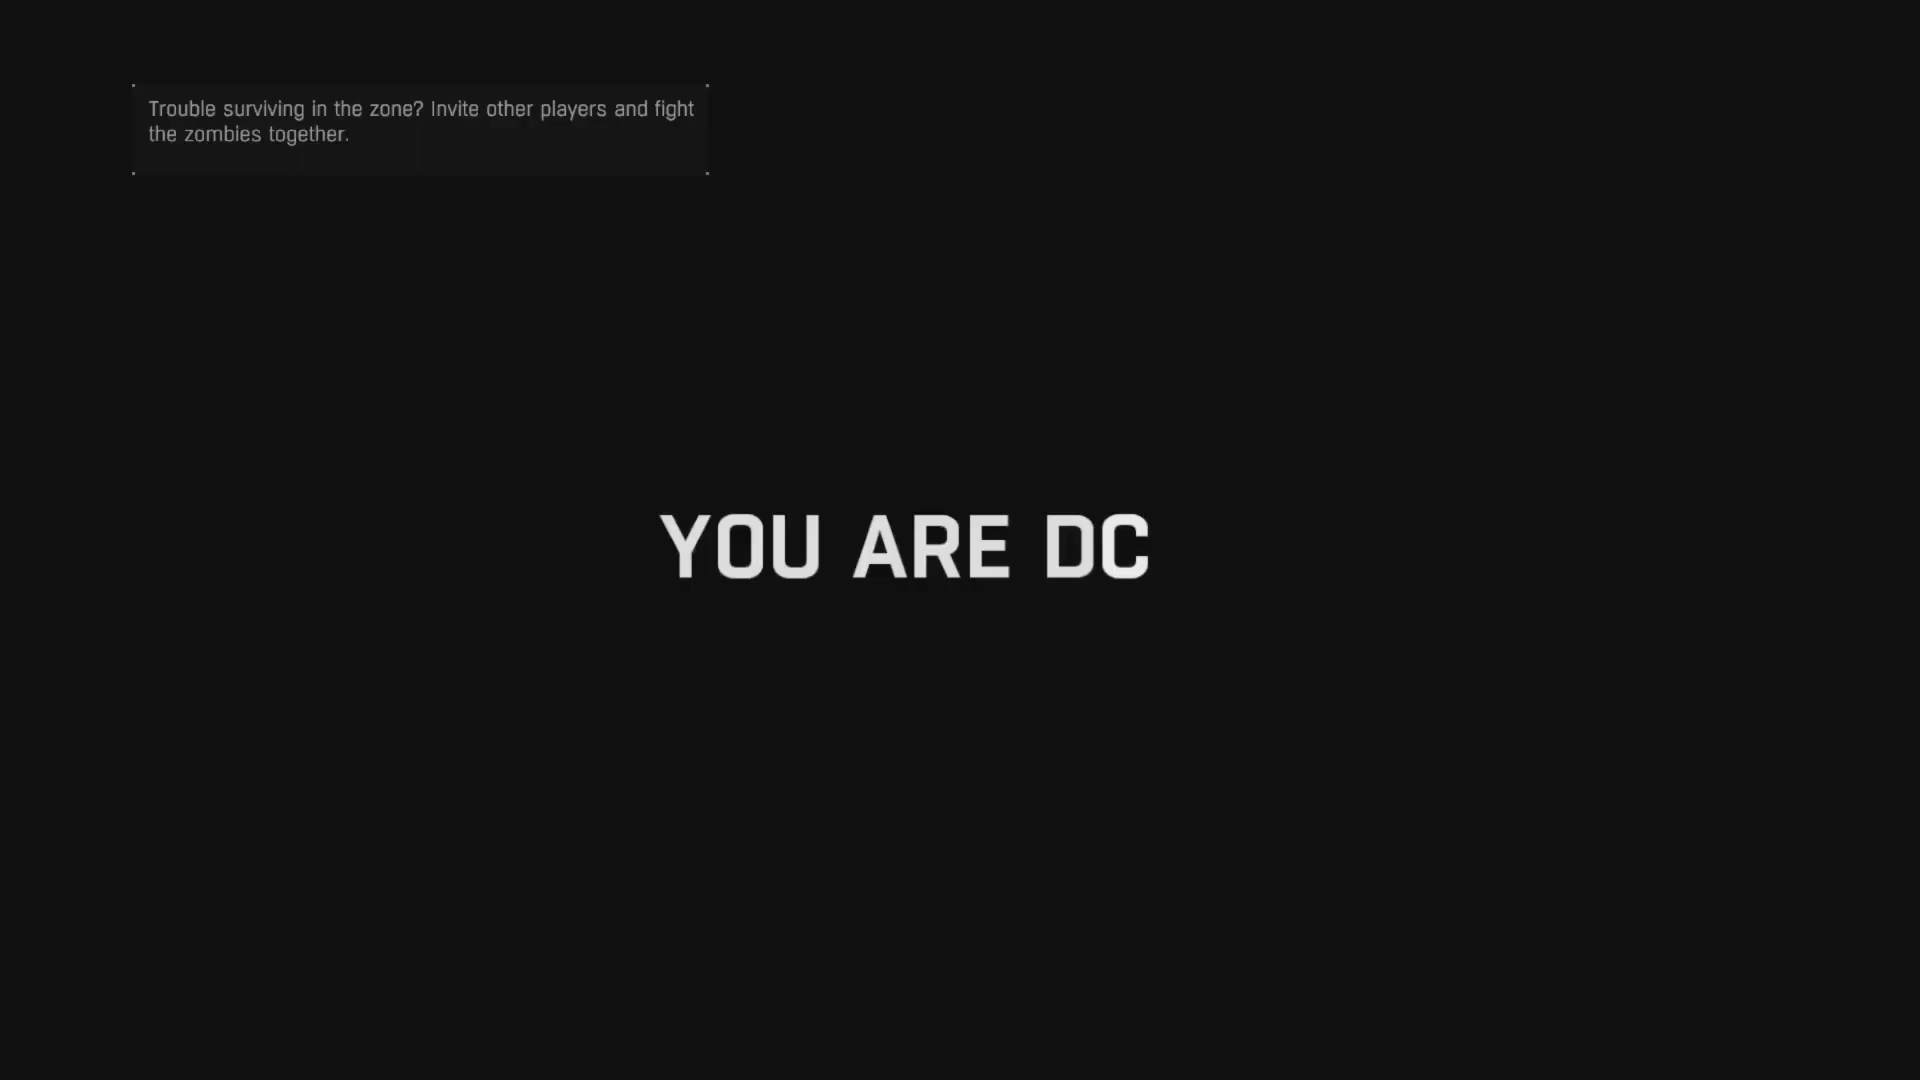 Trouble surviving in the zone? Invite other players and fight
the zombies together.
YOU ARE DC